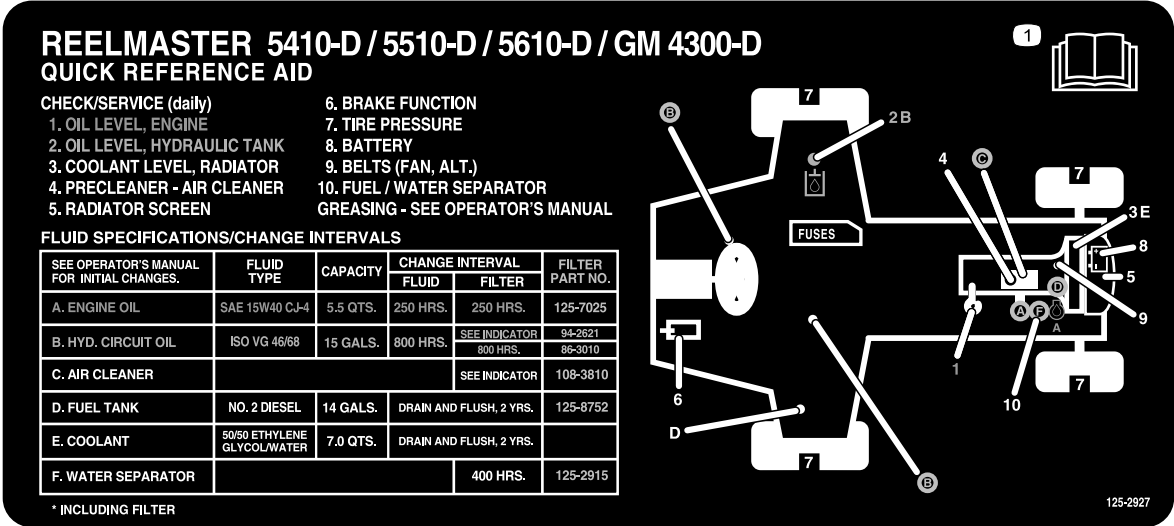 REELMASTER 5410-D / 5510-D / 5610-D / GM 4300-D
QUICK REFERENCE AID
1
CHECK/SERVICE (daily)
1. OIL LEVEL, ENGINE
2. OIL LEVEL, HYDRAULIC TANK
3. COOLANT LEVEL, RADIATOR
4. PRECLEANER - AIR CLEANER
5. RADIATOR SCREEN
6. BRAKE FUNCTION
7. TIRE PRESSURE
8. BATTERY
9. BELTS (FAN, ALT.)
10. FUEL / WATER SEPARATOR
GREASING - SEE OPERATOR'S MANUAL
FLUID SPECIFICATIONS/CHANGE INTERVALS
SEE OPERATOR'S MANUAL
FOR INITIAL CHANGES.
FLUID
TYPE
CAPACITY
CHANGE INTERVAL
FLUID
FILTER
FILTER
PART NO.
A. ENGINE OIL
SAE 15W40 CJ-4
5.5 QTS.
250 HRS.
250 HRS.
125-7025
B. HYD. CIRCUIT OIL
ISO VG 46/68
15 GALS.
800 HRS.
SEE INDICATOR
94-2621
800 HRS.
86-3010
C. AIR CLEANER
SEE INDICATOR
108-3810
D. FUEL TANK
NO. 2 DIESEL
14 GALS.
DRAIN AND FLUSH, 2 YRS.
125-8752
E. COOLANT
50/50 ETHYLENE
GLYCOL/WATER
7.0 QTS.
DRAIN AND FLUSH, 2 YRS.
F. WATER SEPARATOR
400 HRS.
125-2915
* INCLUDING FILTER
7
B
2 B
4
C
7
3 E
FUSES
8
5
D
A
F
A
9
1
10
7
6
D
7
B
125-2927